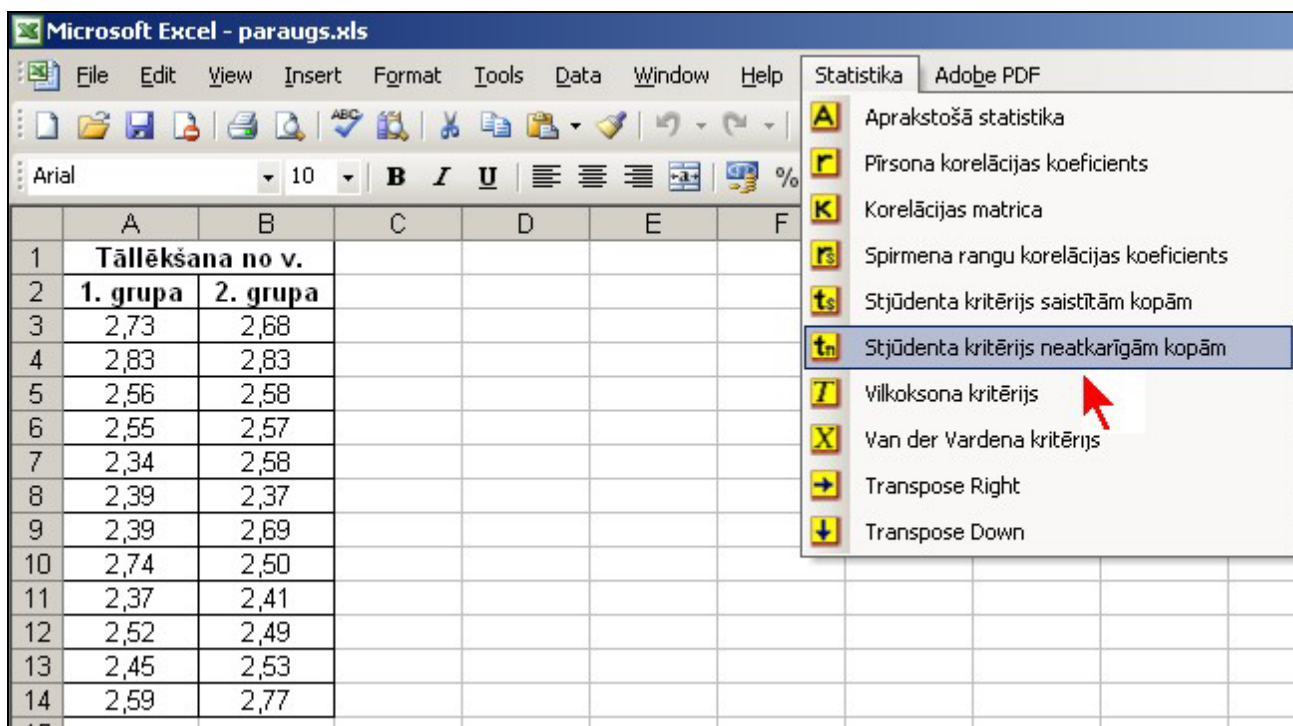 Microsoft Excel - paraugs.xls
File Edit View Insert Format Tools Data Window Help Statistika Adobe PDF
ABC
Arial 10 B I U a %
A Aprakstošā statistika
r Pīrsona korelācijas koeficients
K Korelācijas matrica
rs Spirmena rangu korelācijas koeficients
ts Stjūdenta kritērijs saistītām kopām
tn Stjūdenta kritērijs neatkarīgām kopām
T Vilkoksona kritērijs
X Van der Vardena kritērijs
Transpose Right
Transpose Down
A B C D E F
1 Tāllēkšana no v.
2 1. grupa 2. grupa
3 2,73 2,68
4 2,83 2,83
5 2,56 2,58
6 2,55 2,57
7 2,34 2,58
8 2,39 2,37
9 2,39 2,69
10 2,74 2,50
11 2,37 2,41
12 2,52 2,49
13 2,45 2,53
14 2,59 2,77